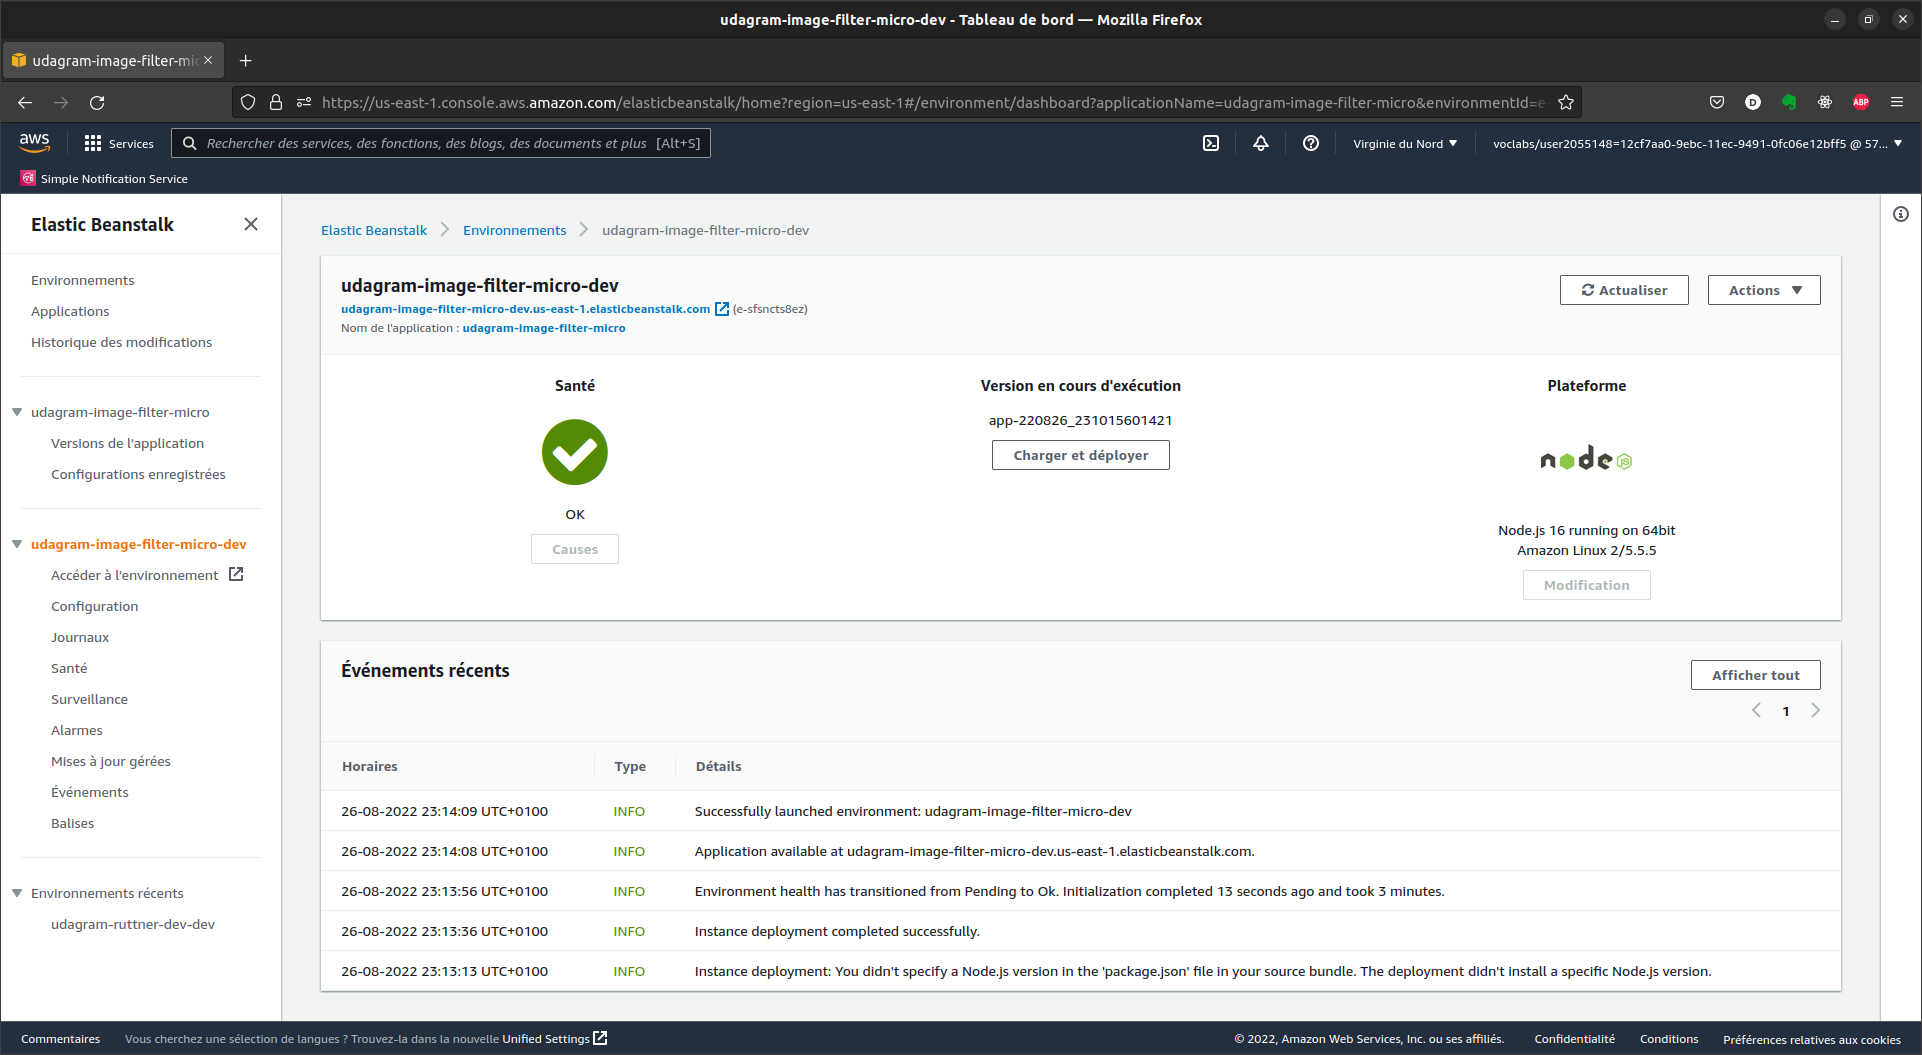 udagram-image-filter-micro-dev - Tableau de bord — Mozilla Firefox
udagram-image-filter-mic
https://us-east-1.console.aws.amazon.com/elasticbeanstalk/home?region=us-east-1#/environment/dashboard?applicationName=udagram-image-filter-micro&environmentId=e-
D
ABP
aws
Services
Rechercher des services, des fonctions, des blogs, des documents et plus [Alt+S]
Virginie du Nord
voclabs/user2055148=12cf7aa0-9ebc-11ec-9491-0fc06e12bff5 @ 57...
Simple Notification Service
Elastic Beanstalk
Environnements
Applications
Historique des modifications
udagram-image-filter-micro
Versions de l'application
Configurations enregistrées
udagram-image-filter-micro-dev
Accéder à l'environnement
Configuration
Journaux
Santé
Surveillance
Alarmes
Mises à jour gérées
Événements
Balises
Environnements récents
udagram-ruttner-dev-dev
Elastic Beanstalk
Environnements
udagram-image-filter-micro-dev
udagram-image-filter-micro-dev
udagram-image-filter-micro-dev.us-east-1.elasticbeanstalk.com (e-sfsncts8ez)
Nom de l'application : udagram-image-filter-micro
Actualiser
Actions
Santé
OK
Causes
Version en cours d'exécution
app-220826_231015601421
Charger et déployer
Plateforme
node JS
Node.js 16 running on 64bit
Amazon Linux 2/5.5.5
Modification
Événements récents
Afficher tout
1
Horaires Type Détails
26-08-2022 23:14:09 UTC+0100 INFO Successfully launched environment: udagram-image-filter-micro-dev
26-08-2022 23:14:08 UTC+0100 INFO Application available at udagram-image-filter-micro-dev.us-east-1.elasticbeanstalk.com.
26-08-2022 23:13:56 UTC+0100 INFO Environment health has transitioned from Pending to Ok. Initialization completed 13 seconds ago and took 3 minutes.
26-08-2022 23:13:36 UTC+0100 INFO Instance deployment completed successfully.
26-08-2022 23:13:13 UTC+0100 INFO Instance deployment: You didn't specify a Node.js version in the 'package.json' file in your source bundle. The deployment didn't install a specific Node.js version.
Commentaires
Vous cherchez une sélection de langues ? Trouvez-la dans la nouvelle Unified Settings
© 2022, Amazon Web Services, Inc. ou ses affiliés.
Confidentialité
Conditions
Préférences relatives aux cookies